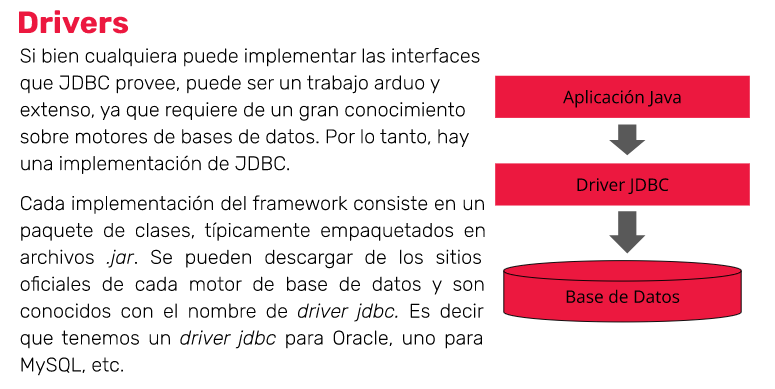 Drivers
Si bien cualquiera puede implementar las interfaces
que JDBC provee, puede ser un trabajo arduo y
extenso, ya que requiere de un gran conocimiento
sobre motores de bases de datos. Por lo tanto, hay
una implementación de JDBC.
Cada implementación del framework consiste en un
paquete de clases, típicamente empaquetados en
archivos .jar. Se pueden descargar de los sitios
oficiales de cada motor de base de datos y son
conocidos con el nombre de driver jdbc. Es decir
que tenemos un driver jdbc para Oracle, uno para
MySQL, etc.
Aplicación Java
Driver JDBC
Base de Datos